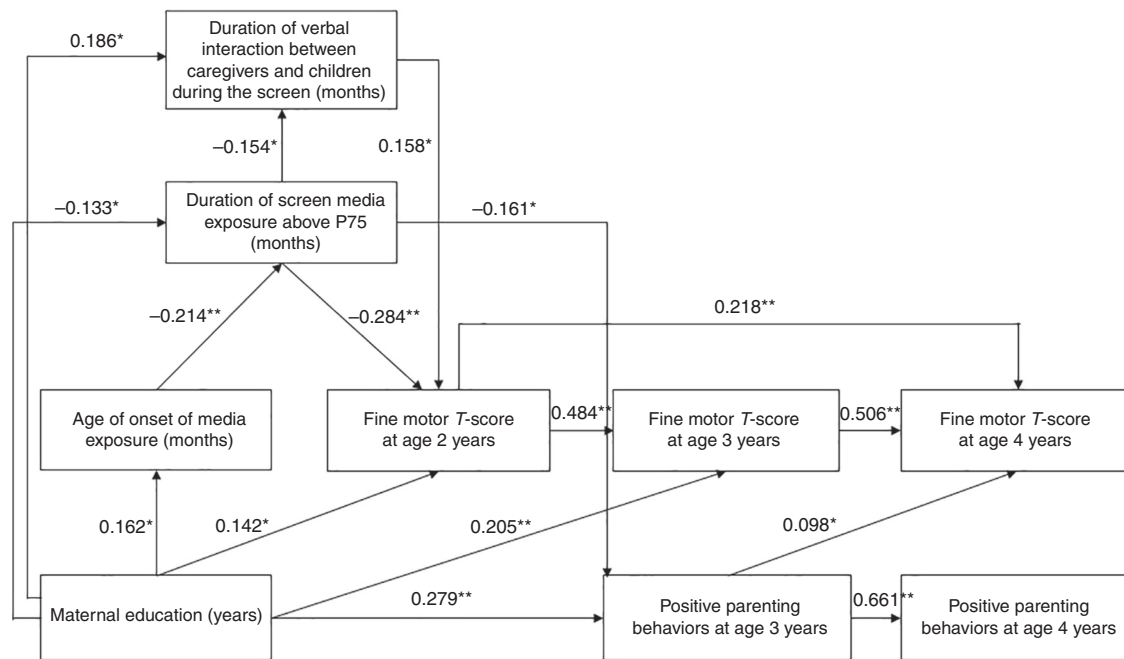 0.186*
Duration of verbal
interaction between
caregivers and children
during the screen (months)
–0.154*
0.158*
–0.133*
Duration of screen media
exposure above P75
(months)
–0.161*
–0.214**
–0.284**
0.218**
Age of onset of media
exposure (months)
Fine motor T-score
at age 2 years
0.484**
Fine motor T-score
at age 3 years
0.506**
Fine motor T-score
at age 4 years
0.162*
0.142*
0.205**
0.098*
Maternal education (years)
0.279**
Positive parenting
behaviors at age 3 years
0.661**
Positive parenting
behaviors at age 4 years